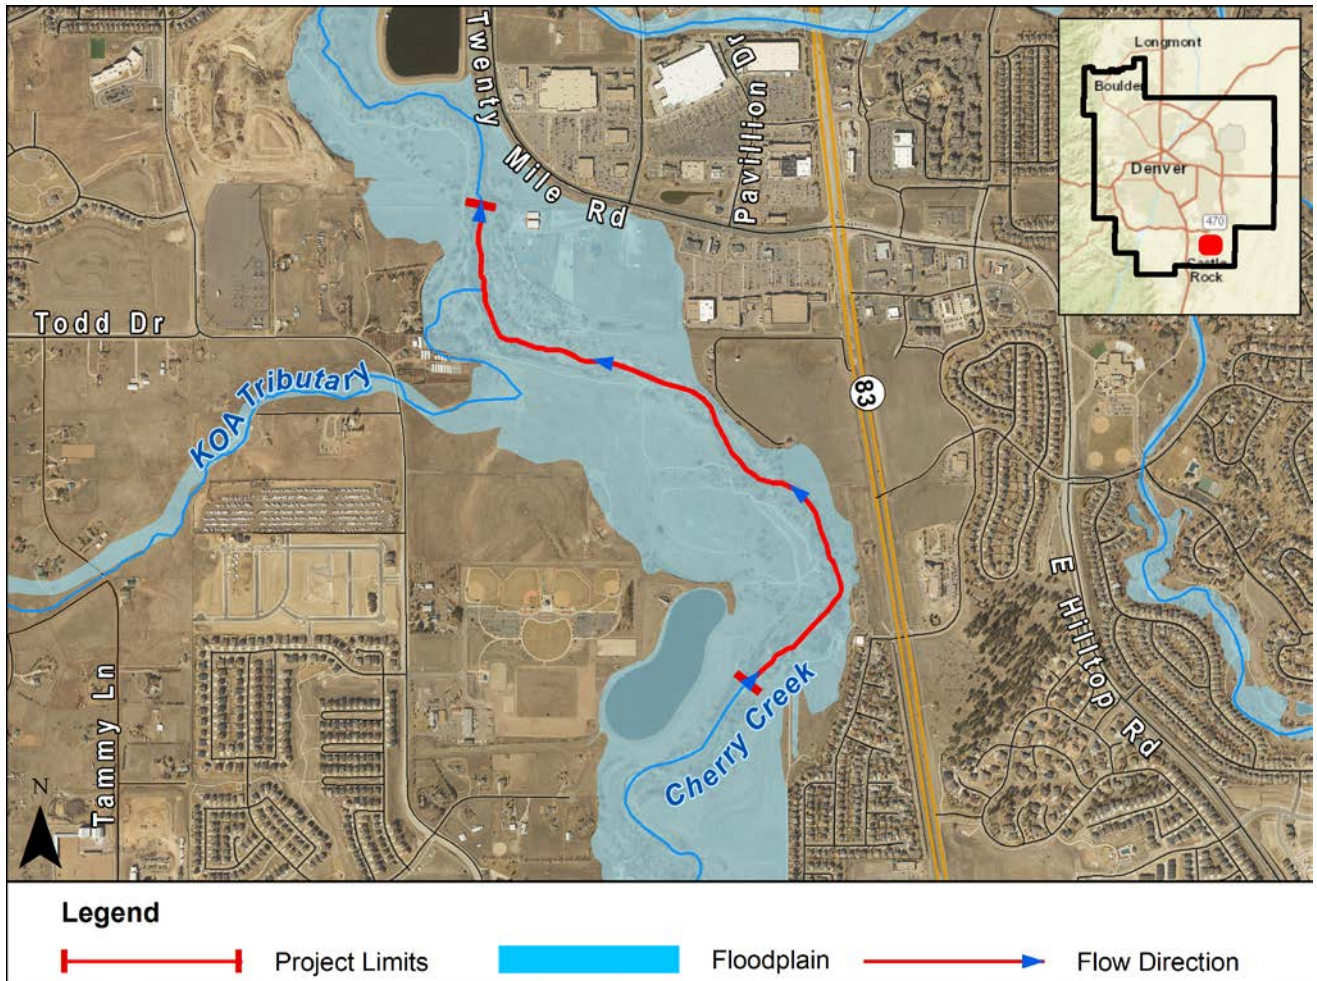 Twenty
Mile Rd
Pavillion Dr
Longmont
Boulder
Denver
470
Castle
Rock
Todd Dr
KOA Tributary
83
E Hilltop Rd
Tammy Ln
Cherry Creek
N
Legend
Project Limits
Floodplain
Flow Direction